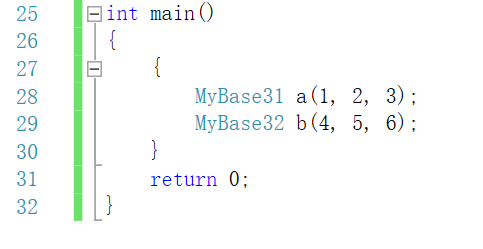 25 int main()
26 {
27     {
28         MyBase31 a(1, 2, 3);
29         MyBase32 b(4, 5, 6);
30     }
31     return 0;
32 }